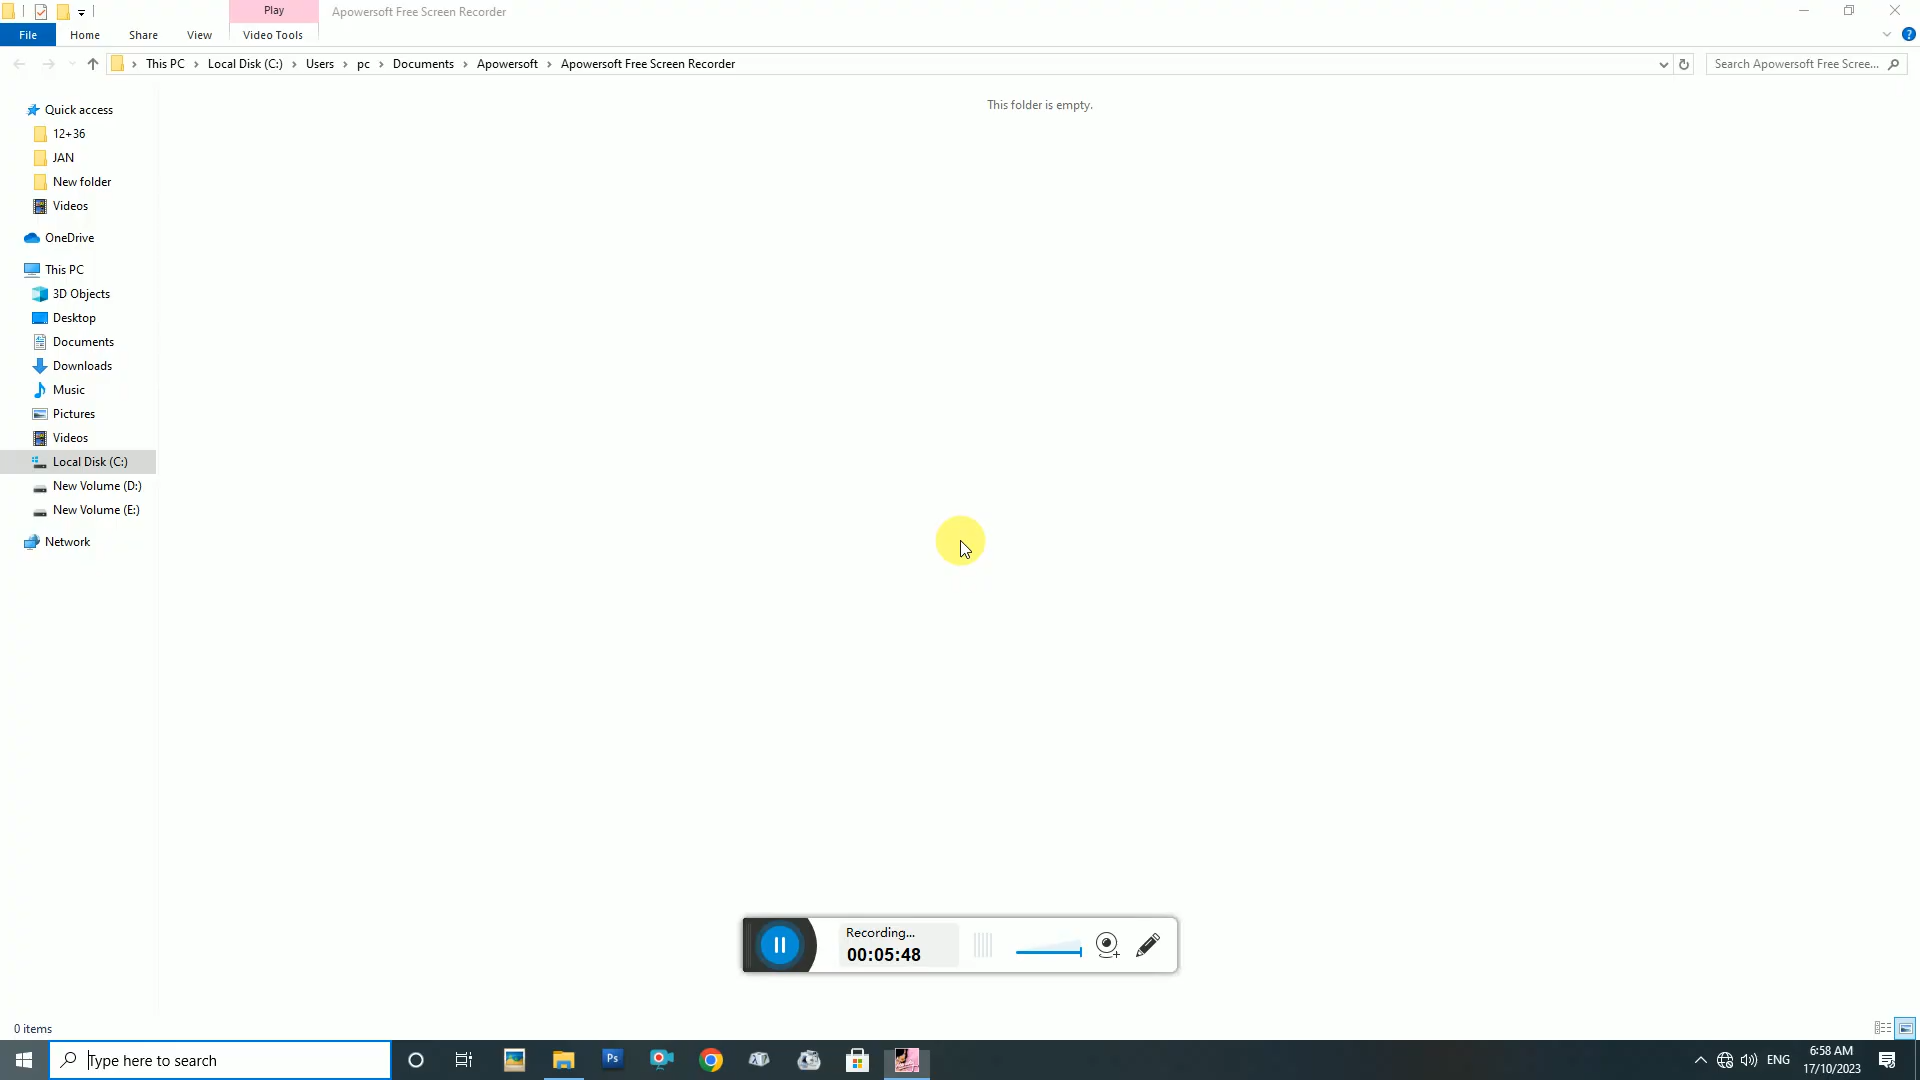 Play
Apowersoft Free Screen Recorder
File
Home
Share
View
Video Tools
This PC
Local Disk (C:)
Users
pc
Documents
Apowersoft
Apowersoft Free Screen Recorder
Search Apowersoft Free Scree...
This folder is empty.
Quick access
12+36
JAN
New folder
Videos
OneDrive
This PC
3D Objects
Desktop
Documents
Downloads
Music
Pictures
Videos
Local Disk (C:)
New Volume (D:)
New Volume (E:)
Network
Recording...
00:05:48
0 items
Type here to search
Ps
ENG
6:58 AM
17/10/2023